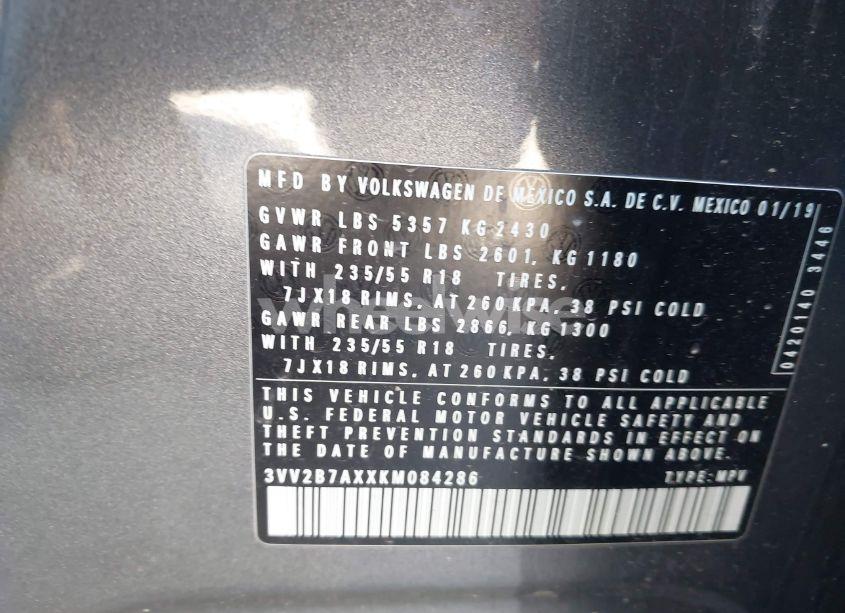 MFD BY VOLKSWAGEN DE MEXICO S.A. DE C.V. MEXICO 01/19
GVWR LBS 5357 KG 2430
GAWR FRONT LBS 2601, KG 1180
WITH 235/55 R18 TIRES,
7JX18 RIMS, AT 260 KPA, 38 PSI COLD
GAWR REAR LBS 2866, KG 1300
WITH 235/55 R18 TIRES,
7JX18 RIMS, AT 260 KPA, 38 PSI COLD
THIS VEHICLE CONFORMS TO ALL APPLICABLE
U.S. FEDERAL MOTOR VEHICLE SAFETY AND
THEFT PREVENTION STANDARDS IN EFFECT ON
THE DATE OF MANUFACTURE SHOWN ABOVE.
3VV2B7AXXKM084286 TYPE:MPV
0420140 3446
wheelwise